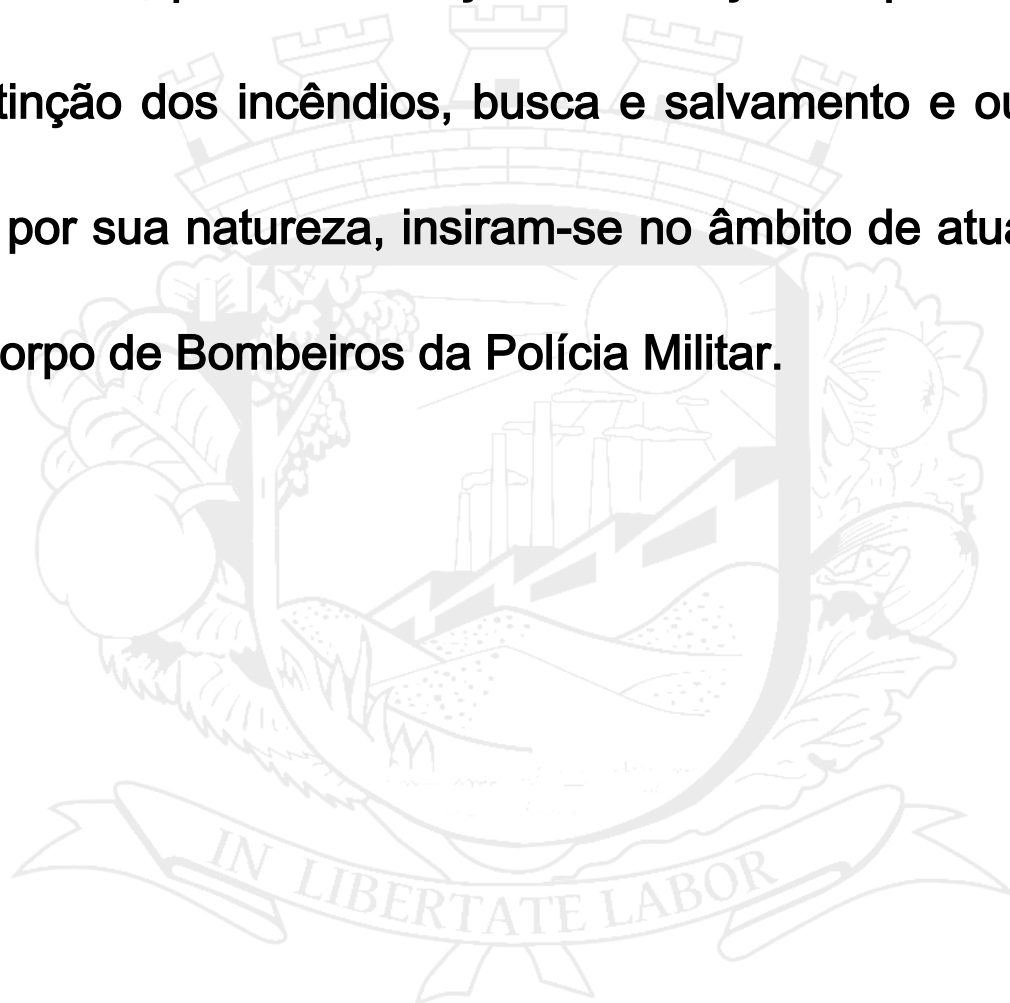 tinção dos incêndios, busca e salvamento e ou
por sua natureza, insiram-se no âmbito de atua
orpo de Bombeiros da Polícia Militar.
IN LIBERTATE LABOR